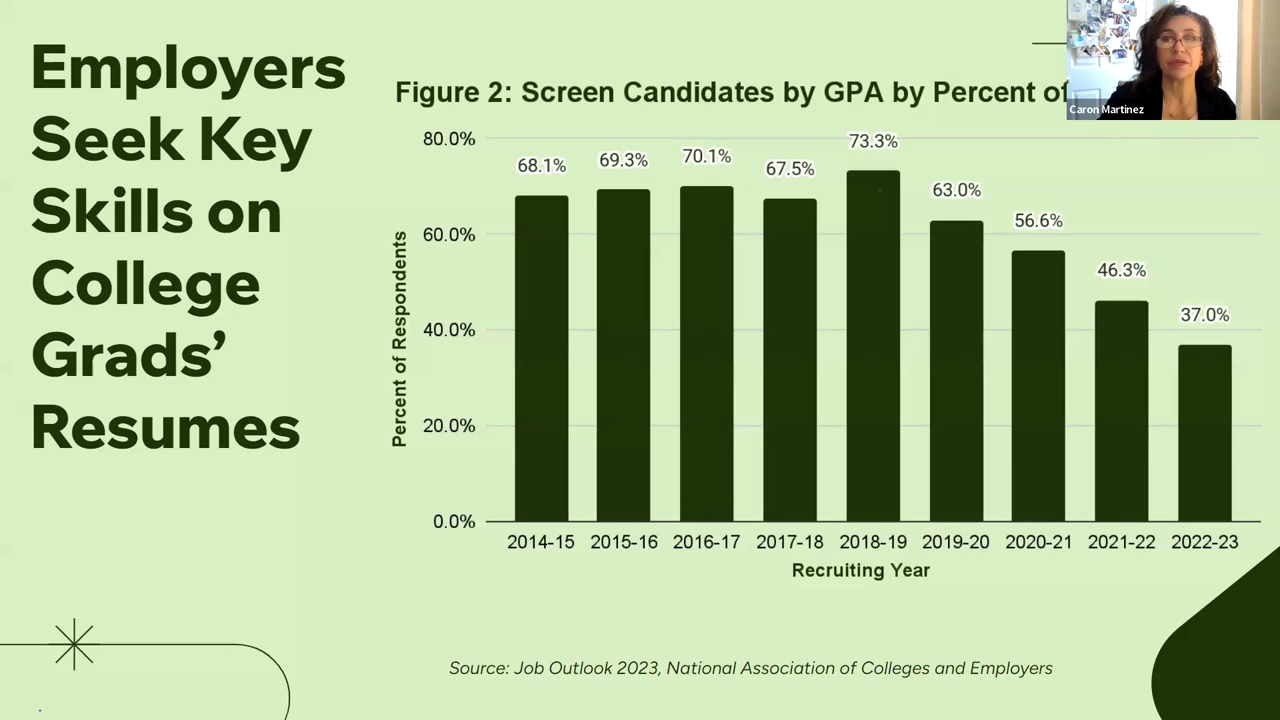 Employers
Seek Key
Skills on
College
Grads’
Resumes
Figure 2: Screen Candidates by GPA by Percent of
Caron Martinez
80.0%
60.0%
40.0%
20.0%
0.0%
Percent of Respondents
68.1%
69.3%
70.1%
67.5%
73.3%
63.0%
56.6%
46.3%
37.0%
2014-15 2015-16 2016-17 2017-18 2018-19 2019-20 2020-21 2021-22 2022-23
Recruiting Year
Source: Job Outlook 2023, National Association of Colleges and Employers